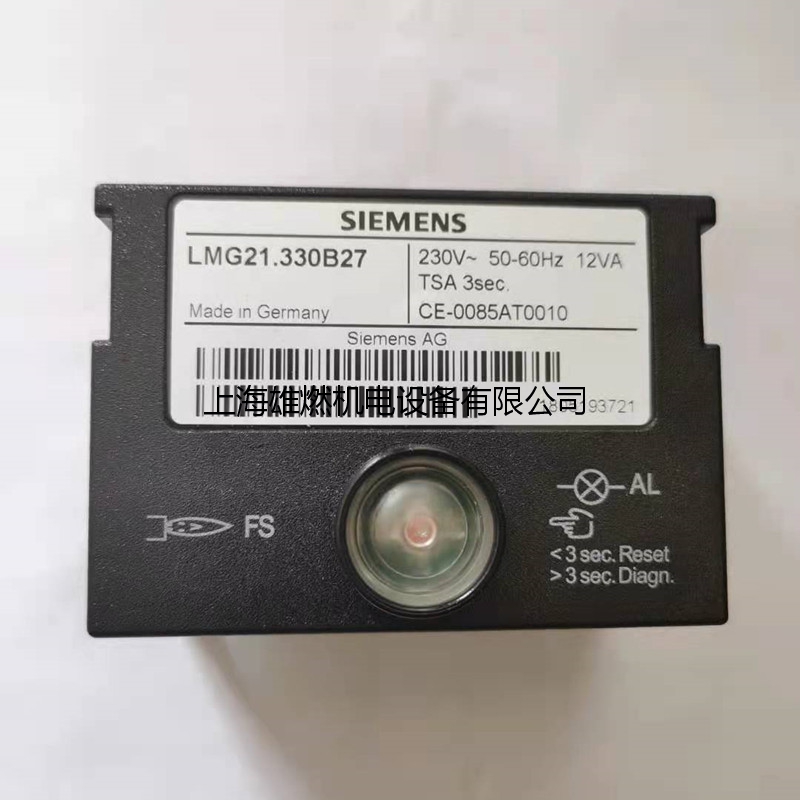 SIEMENS
LMG21.330B27
230V~ 50-60Hz 12VA
TSA 3sec.
Made in Germany
CE-0085AT0010
Siemens AG
上海雄燃机电设备有限公司
AL
FS
< 3 sec. Reset
> 3 sec. Diagn.